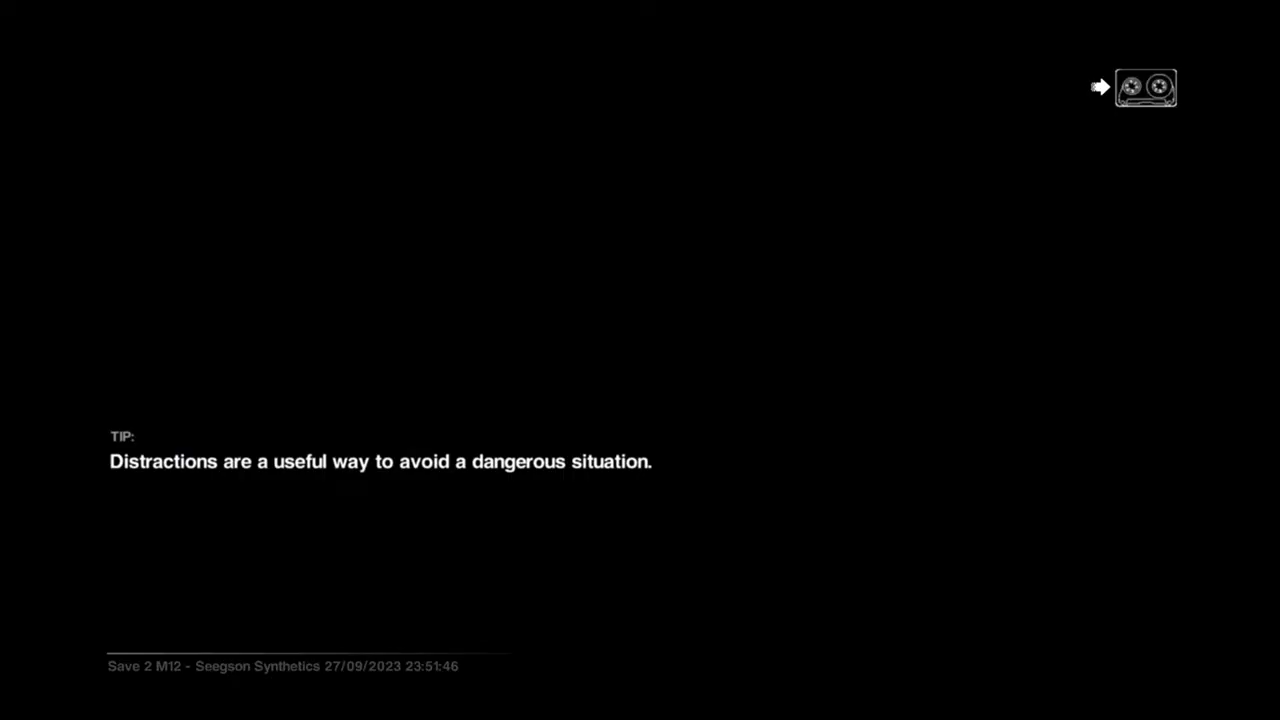 TIP:
Distractions are a useful way to avoid a dangerous situation.
Save 2 M12 - Seegson Synthetics 27/09/2023 23:51:46